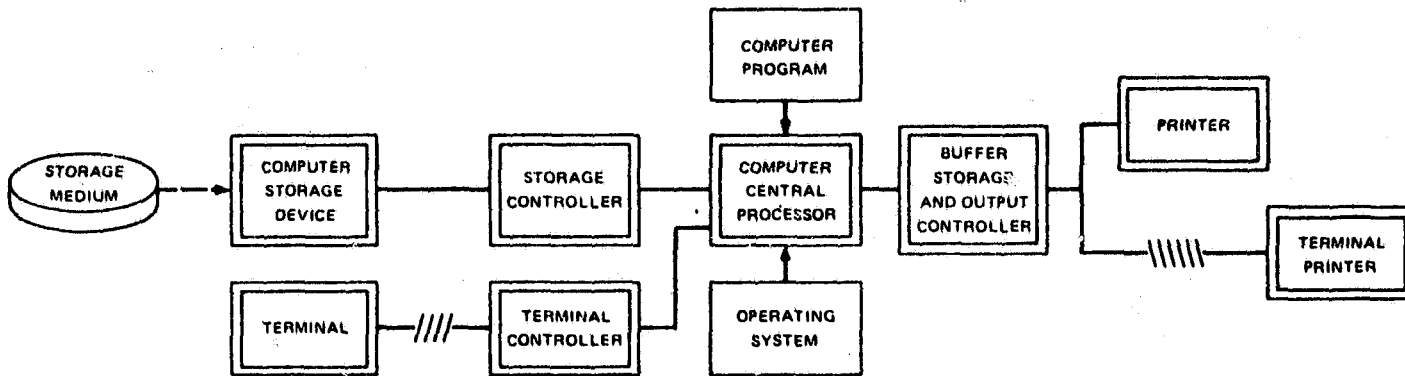 COMPUTER
PROGRAM
STORAGE
MEDIUM
COMPUTER
STORAGE
DEVICE
STORAGE
CONTROLLER
COMPUTER
CENTRAL
PROCESSOR
BUFFER
STORAGE
AND OUTPUT
CONTROLLER
PRINTER
TERMINAL
PRINTER
TERMINAL
TERMINAL
CONTROLLER
OPERATING
SYSTEM